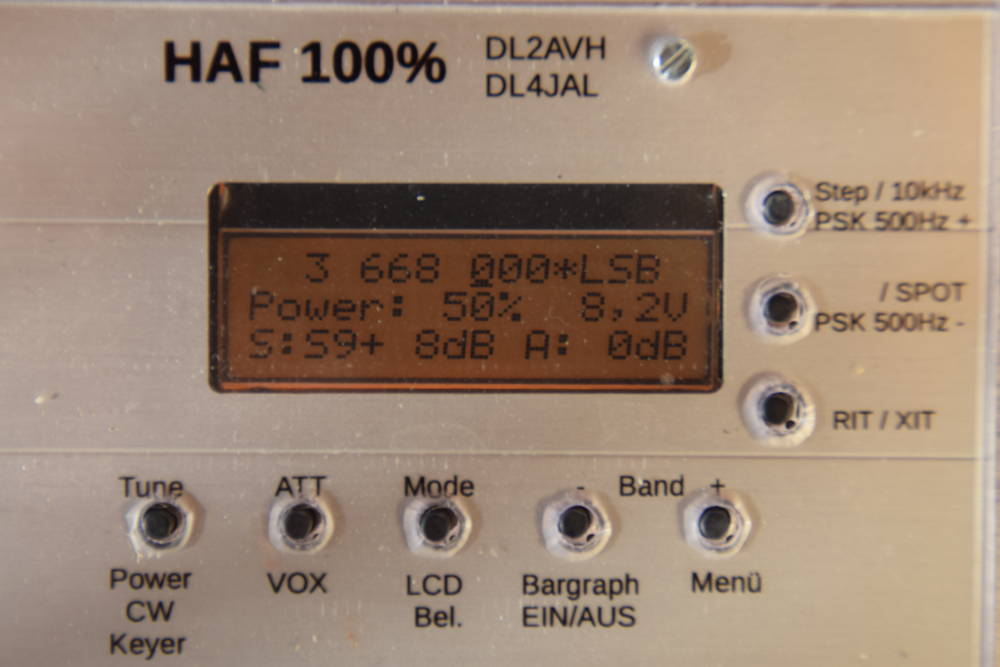 HAF 100%
DL2AVH
DL4JAL
Step / 10kHz
PSK 500Hz +
3 668 000*LSB
Power: 50% 8,2V
S:S9+ 8dB A: 0dB
/ SPOT
PSK 500Hz -
RIT / XIT
Tune ATT Mode - Band +
Power VOX LCD Bargraph Menü
CW Bel. EIN/AUS
Keyer